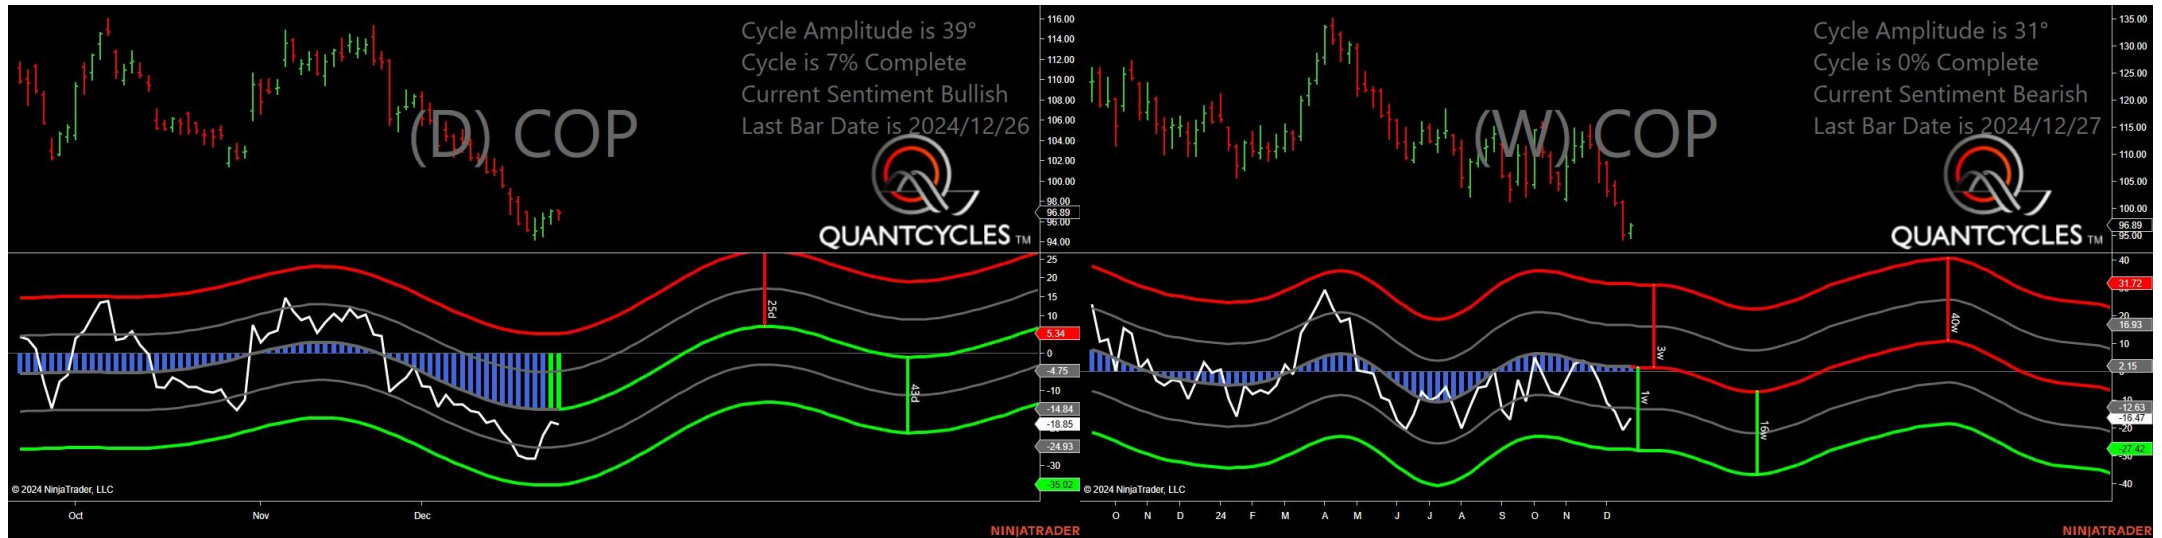 Cycle Amplitude is 39°
Cycle is 7% Complete
Current Sentiment Bullish
Last Bar Date is 2024/12/26
(D) COP
QUANTCYCLES TM
116.00
114.00
112.00
110.00
108.00
106.00
104.00
102.00
100.00
98.00
96.89
96.00
94.00
25
20
15
10
5.34
0
-4.75
-10
-14.84
-18.85
-24.93
-30
-35.02
25d
43d
© 2024 NinjaTrader, LLC
Oct
Nov
Dec
NINJATRADER
Cycle Amplitude is 31°
Cycle is 0% Complete
Current Sentiment Bearish
Last Bar Date is 2024/12/27
(W) COP
QUANTCYCLES TM
135.00
130.00
125.00
120.00
115.00
110.00
105.00
100.00
96.89
95.00
40
31.72
20
16.93
10
2.15
-12.63
-16.47
-20
-27.42
-40
3w
1w
16w
40w
© 2024 NinjaTrader, LLC
O N D 24 F M A M J J A S O N D
NINJATRADER